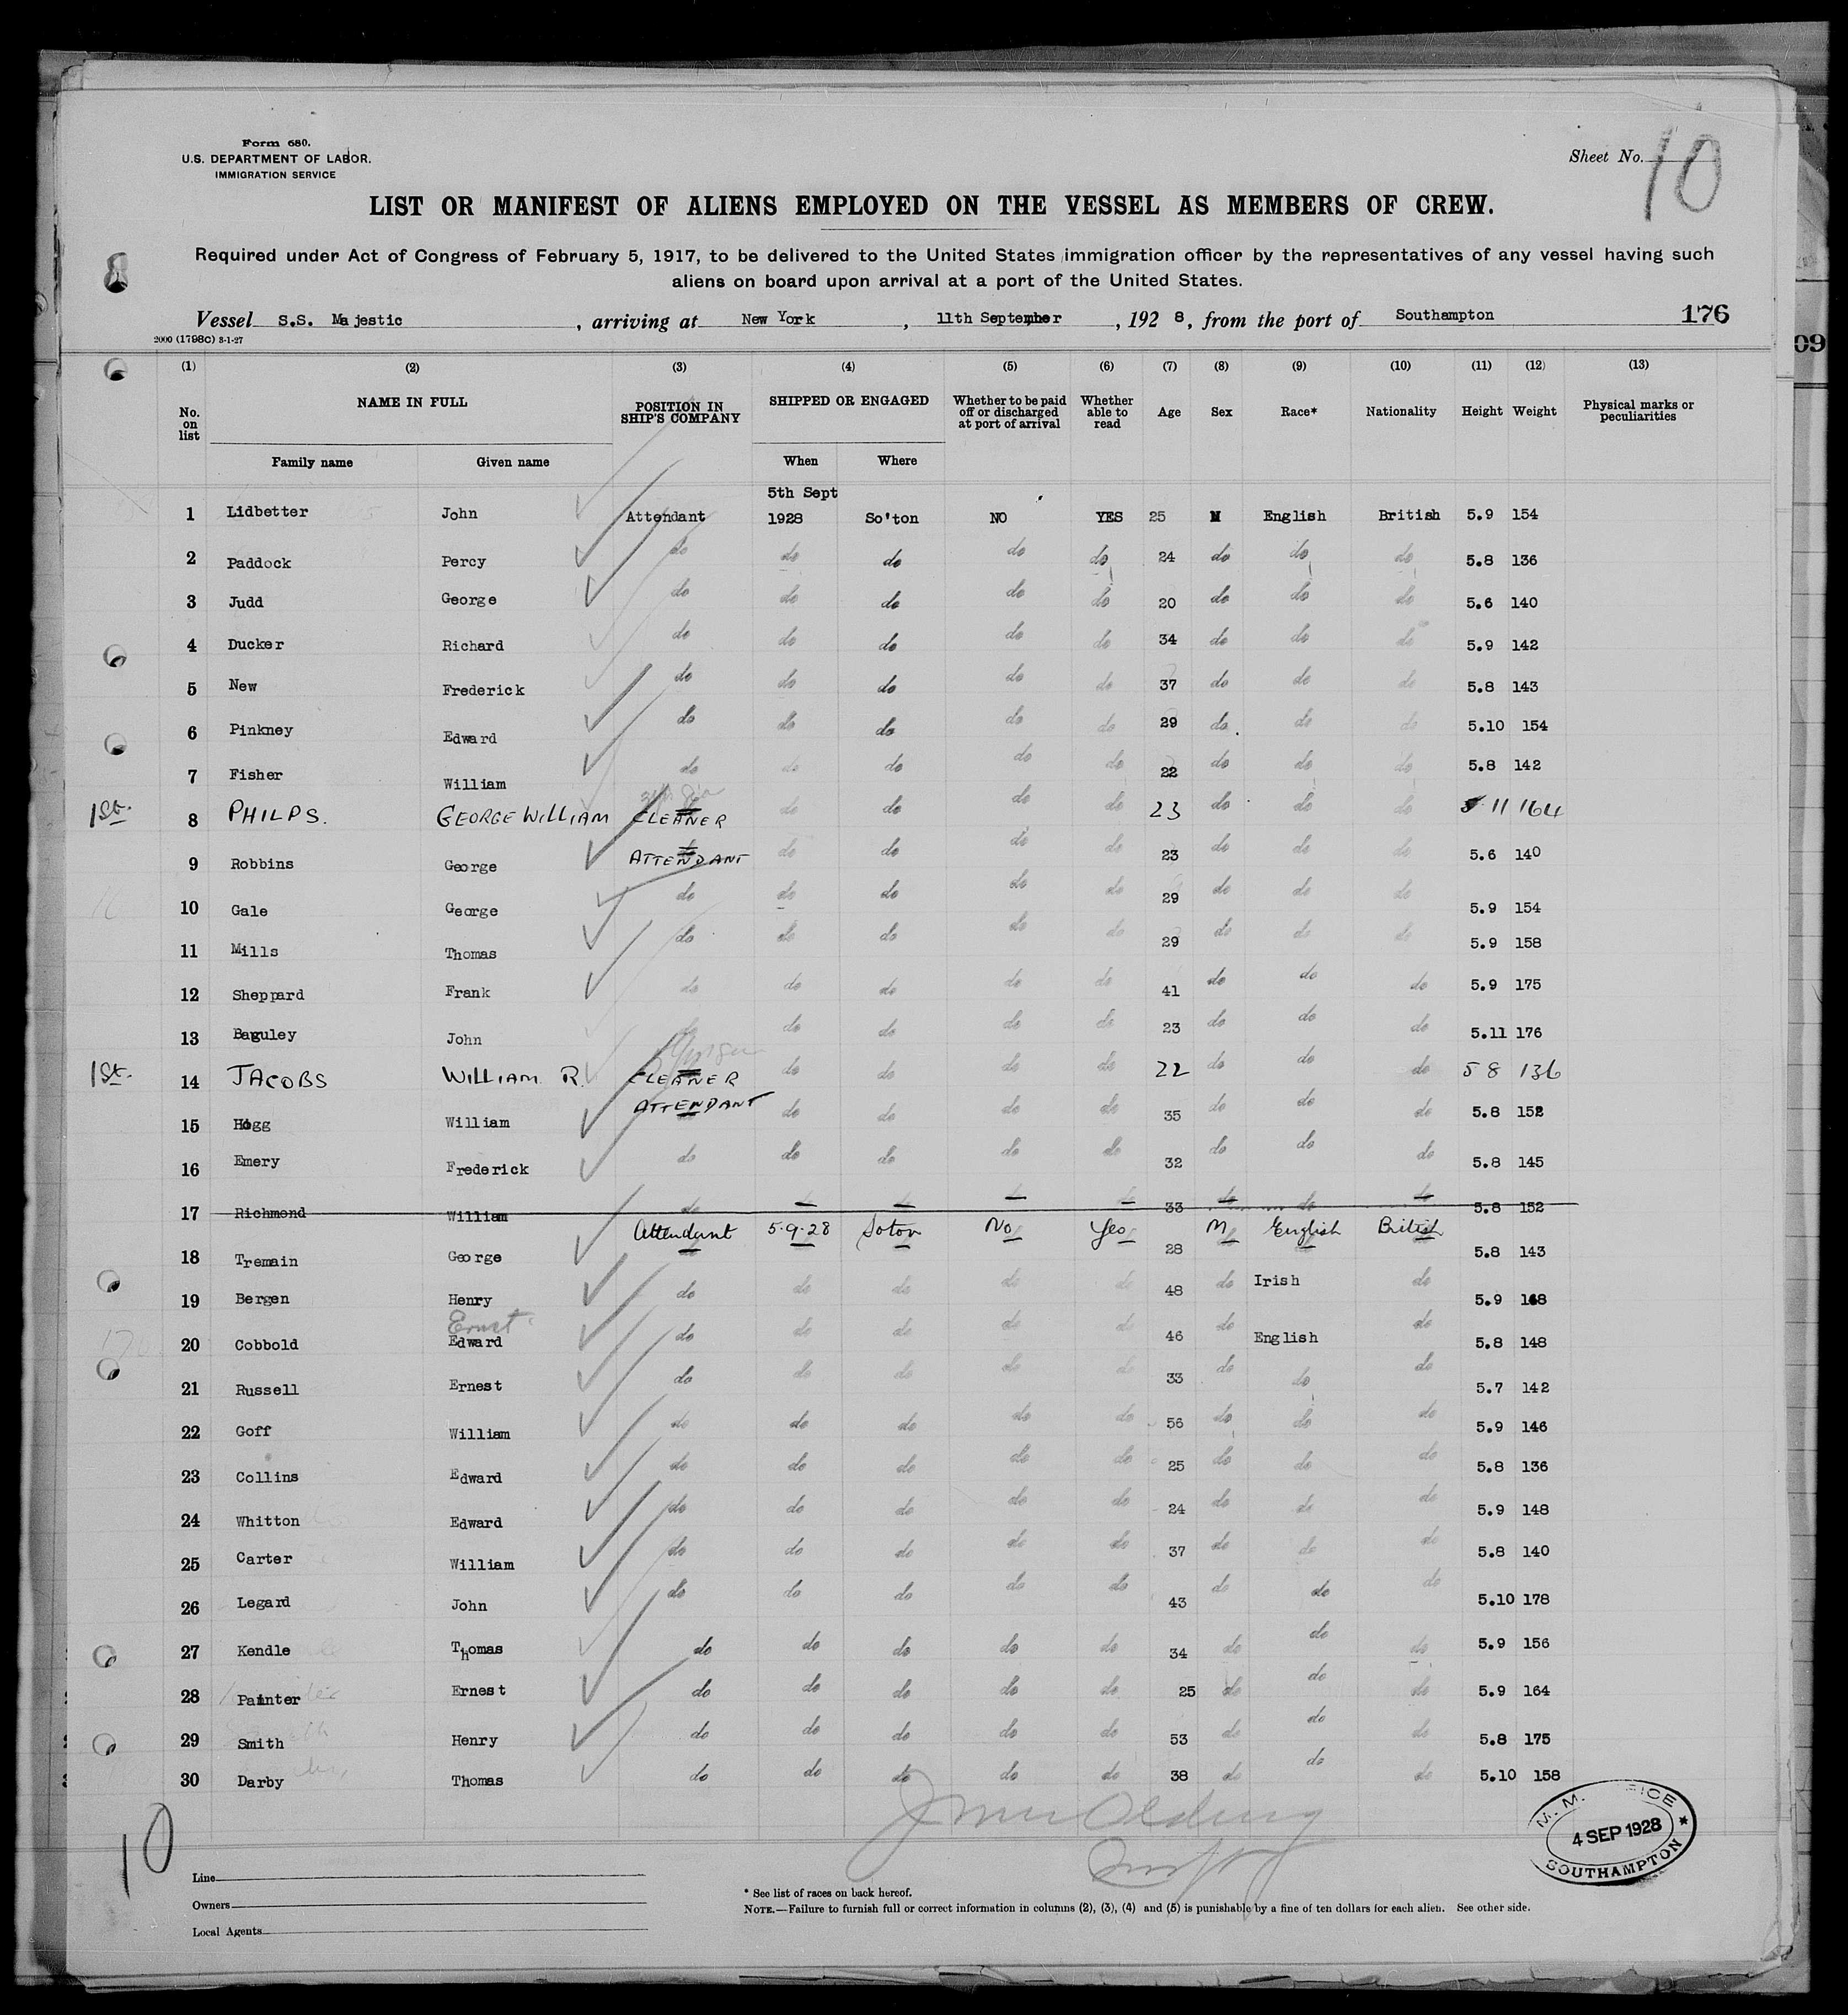 Form 680.
U.S. DEPARTMENT OF LABOR.
IMMIGRATION SERVICE
Sheet No. 10
LIST OR MANIFEST OF ALIENS EMPLOYED ON THE VESSEL AS MEMBERS OF CREW.
Required under Act of Congress of February 5, 1917, to be delivered to the United States immigration officer by the representatives of any vessel having such
aliens on board upon arrival at a port of the United States.
Vessel S.S. Majestic, arriving at New York, 11th September, 1928, from the port of Southampton 176
2000 (1798C) 3-1-27
09
(1) (2) (3) (4) (5) (6) (7) (8) (9) (10) (11) (12) (13)
No. on list NAME IN FULL POSITION IN SHIP'S COMPANY SHIPPED OR ENGAGED Whether to be paid off or discharged at port of arrival Whether able to read Age Sex Race* Nationality Height Weight Physical marks or peculiarities
Family name Given name When Where
1 Lidbetter John Attendant 5th Sept 1928 So'ton NO YES 25 M English British 5.9 154
2 Paddock Percy do do do do do 24 do do do 5.8 136
3 Judd George do do do do do 20 do do do 5.6 140
4 Ducker Richard do do do do do 34 do do do 5.9 142
5 New Frederick do do do do do 37 do do do 5.8 143
6 Pinkney Edward do do do do do 29 do do do 5.10 154
7 Fisher William do do do do do 22 do do do 5.8 142
1st. 8 PHILPS. GEORGE WILLIAM CLEANER do do do do 23 do do do 5 11 164
9 Robbins George ATTENDANT do do do do 23 do do do 5.6 140
10 Gale George do do do do do 29 do do do 5.9 154
11 Mills Thomas do do do do do 29 do do do 5.9 158
12 Sheppard Frank do do do do do 41 do do do 5.9 175
13 Baguley John do do do do do 23 do do do 5.11 176
1st. 14 JACOBS WILLIAM R. CLEANER do do do do 22 do do do 5 8 136
15 Hogg William ATTENDANT do do do do 35 do do do 5.8 152
16 Emery Frederick do do do do do 32 do do do 5.8 145
17 Richmond William do do do do do 33 do do do 5.8 152
18 Tremain George Attendant 5.9.28 Soton No Yes 28 M English British 5.8 143
19 Bergen Henry do do do do do 48 do Irish do 5.9 168
20 Cobbold Ernest Edward do do do do do 46 do English do 5.8 148
21 Russell Ernest do do do do do 33 do do do 5.7 142
22 Goff William do do do do do 56 do do do 5.9 146
23 Collins Edward do do do do do 25 do do do 5.8 136
24 Whitton Edward do do do do do 24 do do do 5.9 148
25 Carter William do do do do do 37 do do do 5.8 140
26 Legard John do do do do do 43 do do do 5.10 178
27 Kendle Thomas do do do do do 34 do do do 5.9 156
28 Painter Ernest do do do do do 25 do do do 5.9 164
29 Smith Henry do do do do do 53 do do do 5.8 175
30 Darby Thomas do do do do do 38 do do do 5.10 158
4 SEP 1928
SOUTHAMPTON
10
Line
Owners
Local Agents
* See list of races on back hereof.
NOTE.—Failure to furnish full or correct information in columns (2), (3), (4) and (5) is punishable by a fine of ten dollars for each alien. See other side.